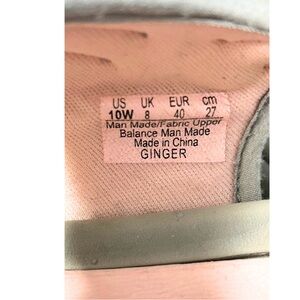 US UK EUR cm
10W 8 40 27
Man Made/Fabric Upper
Balance Man Made
Made in China
GINGER